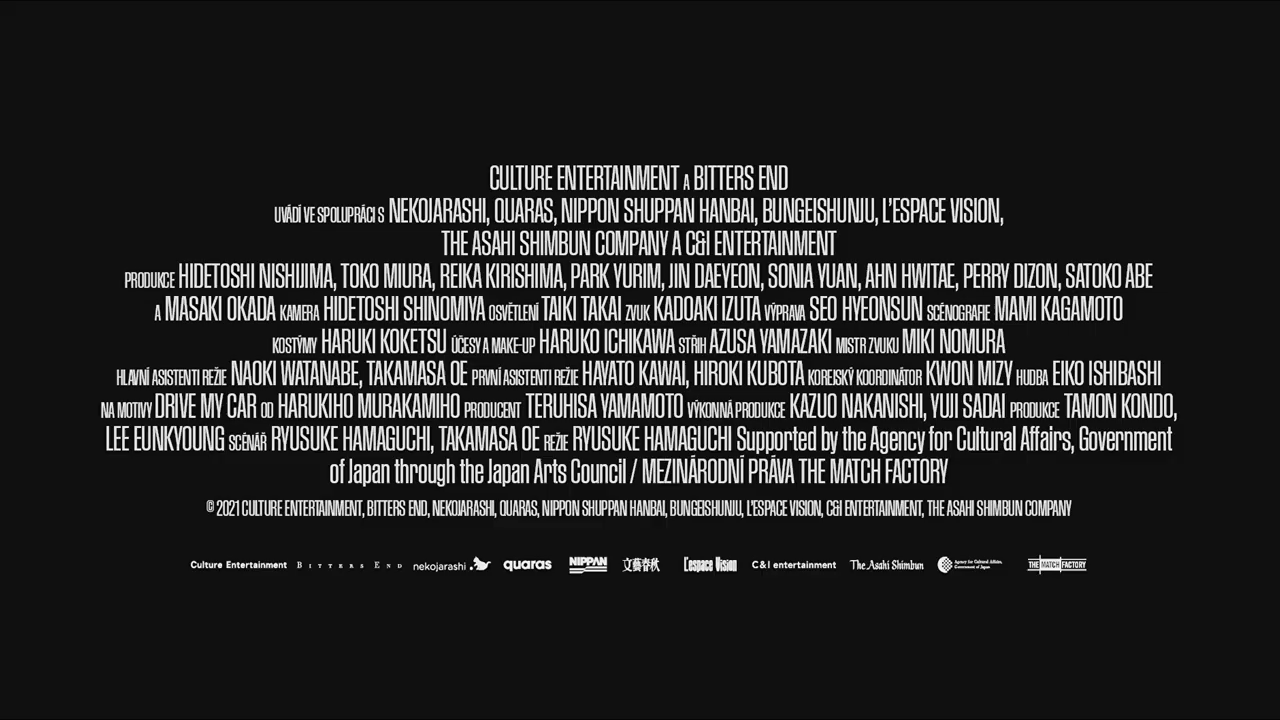 CULTURE ENTERTAINMENT A BITTERS END
UVÁDÍ VE SPOLUPRÁCI S NEKOJARASHI, QUARAS, NIPPON SHUPPAN HANBAI, BUNGEISHUNJU, L'ESPACE VISION,
THE ASAHI SHIMBUN COMPANY A C&I ENTERTAINMENT
PRODUKCE HIDETOSHI NISHIJIMA, TOKO MIURA, REIKA KIRISHIMA, PARK YURIM, JIN DAEYEON, SONIA YUAN, AHN HWITAE, PERRY DIZON, SATOKO ABE
A MASAKI OKADA KAMERA HIDETOSHI SHINOMIYA OSVĚTLENÍ TAIKI TAKAI ZVUK KADOAKI IZUTA VÝPRAVA SEO HYEONSUN SCÉNOGRAFIE MAMI KAGAMOTO
KOSTÝMY HARUKI KOKETSU ÚČESY A MAKE-UP HARUKO ICHIKAWA STŘIH AZUSA YAMAZAKI MISTR ZVUKU MIKI NOMURA
HLAVNÍ ASISTENTI REŽIE NAOKI WATANABE, TAKAMASA OE PRVNÍ ASISTENTI REŽIE HAYATO KAWAI, HIROKI KUBOTA KOREJSKÝ KOORDINÁTOR KWON MIZY HUDBA EIKO ISHIBASHI
NA MOTIVY DRIVE MY CAR OD HARUKIHO MURAKAMIHO PRODUCENT TERUHISA YAMAMOTO VÝKONNÁ PRODUKCE KAZUO NAKANISHI, YUJI SADAI PRODUKCE TAMON KONDO,
LEE EUNKYOUNG SCÉNÁŘ RYUSUKE HAMAGUCHI, TAKAMASA OE REŽIE RYUSUKE HAMAGUCHI Supported by the Agency for Cultural Affairs, Government
of Japan through the Japan Arts Council / MEZINÁRODNÍ PRÁVA THE MATCH FACTORY
© 2021 CULTURE ENTERTAINMENT, BITTERS END, NEKOJARASHI, QUARAS, NIPPON SHUPPAN HANBAI, BUNGEISHUNJU, L'ESPACE VISION, C&I ENTERTAINMENT, THE ASAHI SHIMBUN COMPANY
Culture Entertainment BITTERS END nekojarashi quaras NIPPAN 文藝春秋 L'espace Vision C&I entertainment The Asahi Shimbun Agency for Cultural Affairs, Government of Japan THE MATCH FACTORY